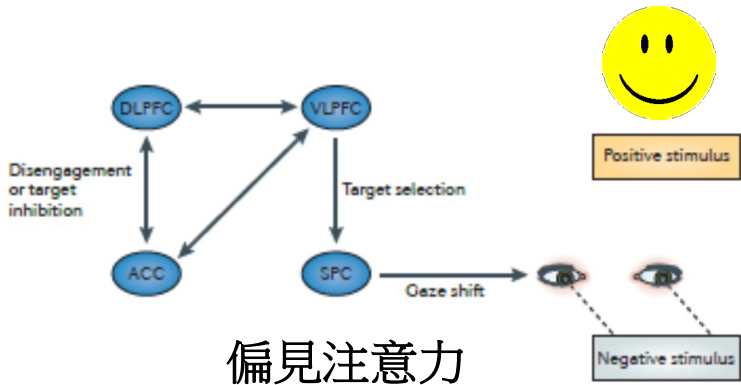 DLPFC
VLPFC
Positive stimulus
Disengagement
or target
inhibition
Target selection
ACC
SPC
Gaze shift
Negative stimulus
偏見注意力